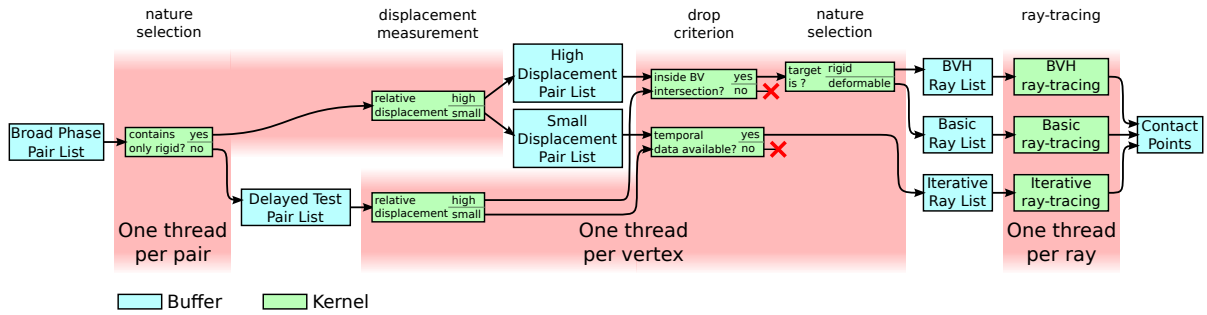 nature
selection
displacement
measurement
drop
criterion
nature
selection
ray-tracing
Broad Phase
Pair List
contains
only rigid?
yes
no
relative
displacement
high
small
High
Displacement
Pair List
Small
Displacement
Pair List
Delayed Test
Pair List
relative
displacement
high
small
inside BV
intersection?
yes
no
temporal
data available?
yes
no
target
is ?
rigid
deformable
BVH
Ray List
Basic
Ray List
Iterative
Ray List
BVH
ray-tracing
Basic
ray-tracing
Iterative
ray-tracing
Contact
Points
One thread
per pair
One thread
per vertex
One thread
per ray
Buffer
Kernel